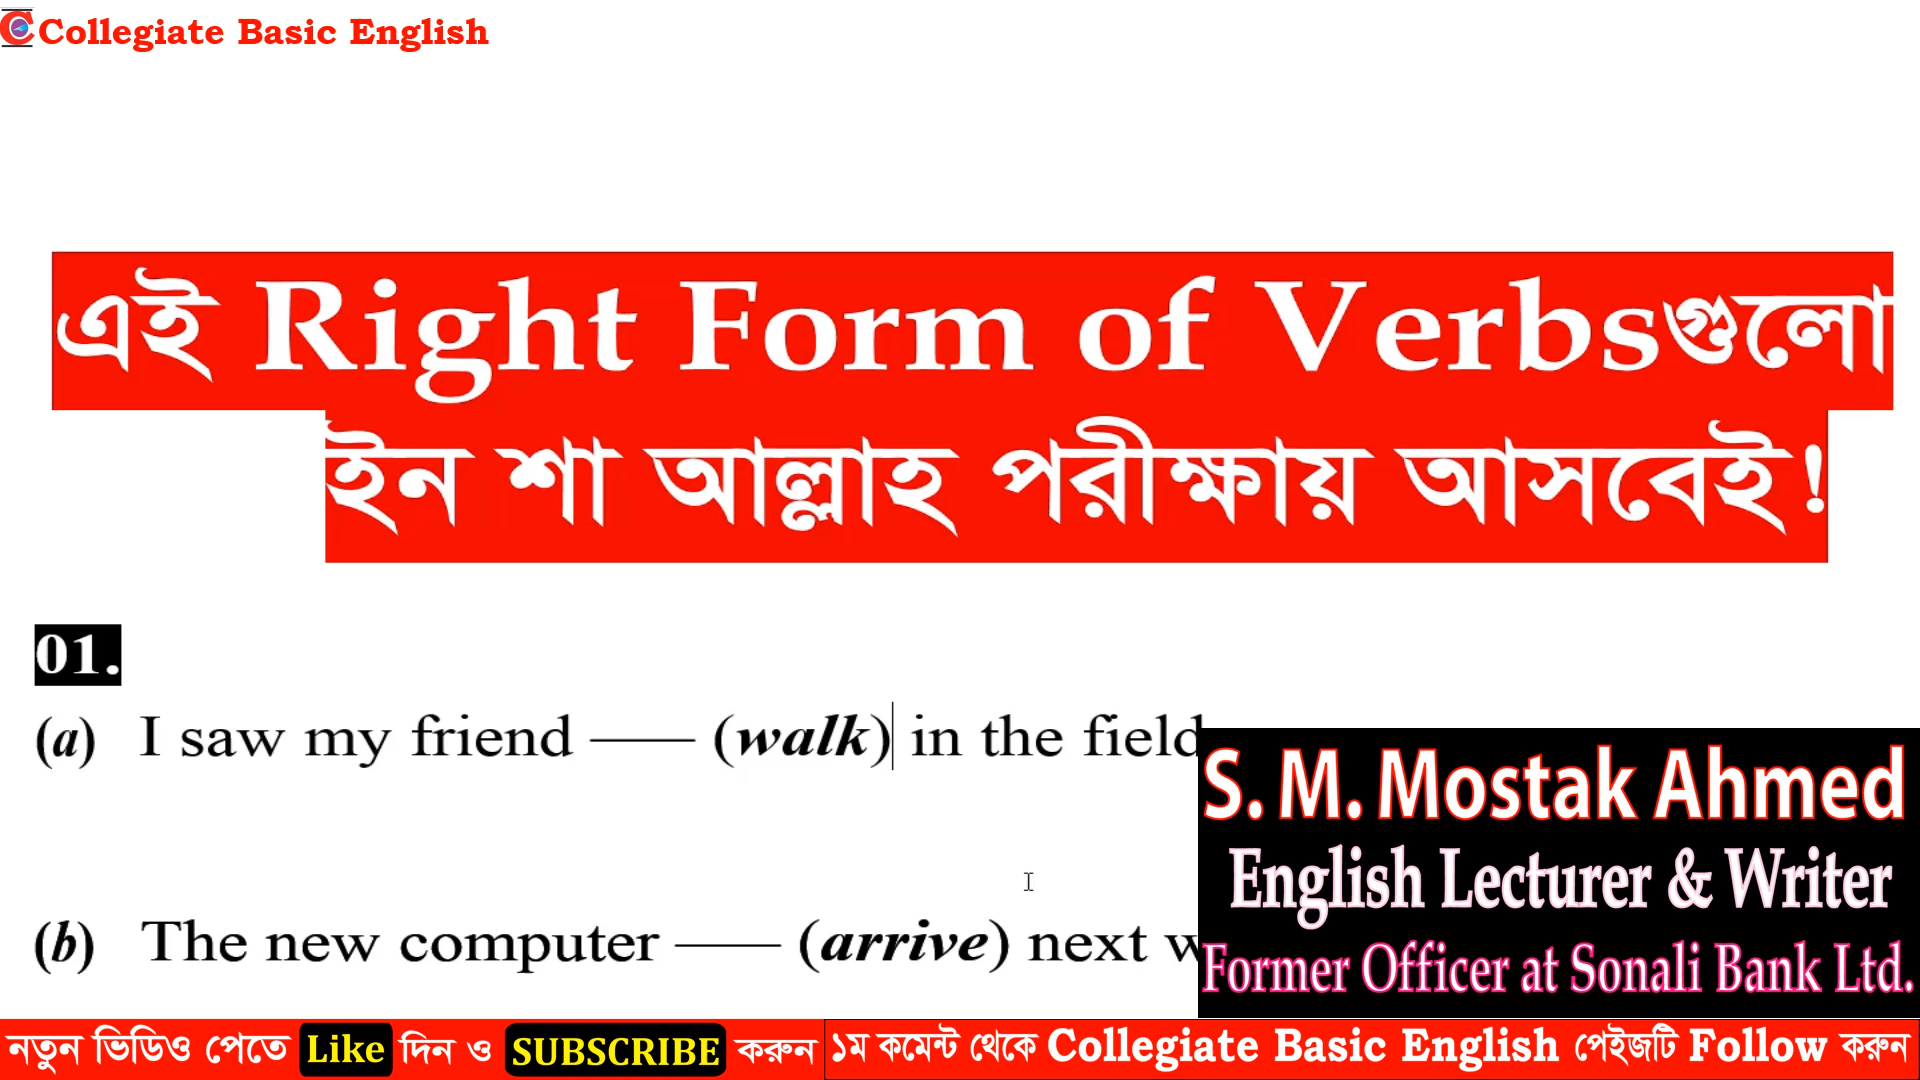 Collegiate Basic English
এই Right Form of Verbsগুলো
ইন শা আল্লাহ পরীক্ষায় আসবেই!
01.
(a) I saw my friend —— (walk) in the field
(b) The new computer —— (arrive) next w
S. M. Mostak Ahmed
English Lecturer & Writer
Former Officer at Sonali Bank Ltd.
নতুন ভিডিও পেতে Like দিন ও SUBSCRIBE করুন ১ম কমেন্ট থেকে Collegiate Basic English পেইজটি Follow করুন